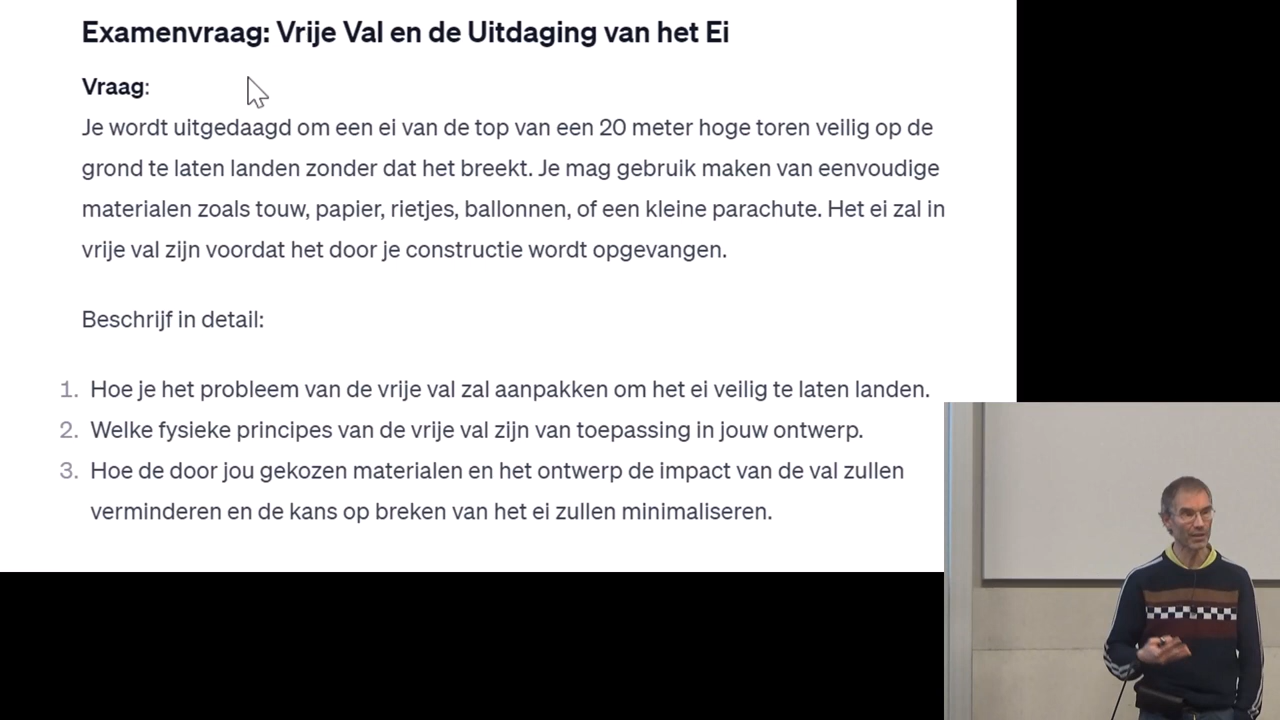 Examenvraag: Vrije Val en de Uitdaging van het Ei
Vraag:
Je wordt uitgedaagd om een ei van de top van een 20 meter hoge toren veilig op de
grond te laten landen zonder dat het breekt. Je mag gebruik maken van eenvoudige
materialen zoals touw, papier, rietjes, ballonnen, of een kleine parachute. Het ei zal in
vrije val zijn voordat het door je constructie wordt opgevangen.
Beschrijf in detail:
1. Hoe je het probleem van de vrije val zal aanpakken om het ei veilig te laten landen.
2. Welke fysieke principes van de vrije val zijn van toepassing in jouw ontwerp.
3. Hoe de door jou gekozen materialen en het ontwerp de impact van de val zullen
verminderen en de kans op breken van het ei zullen minimaliseren.